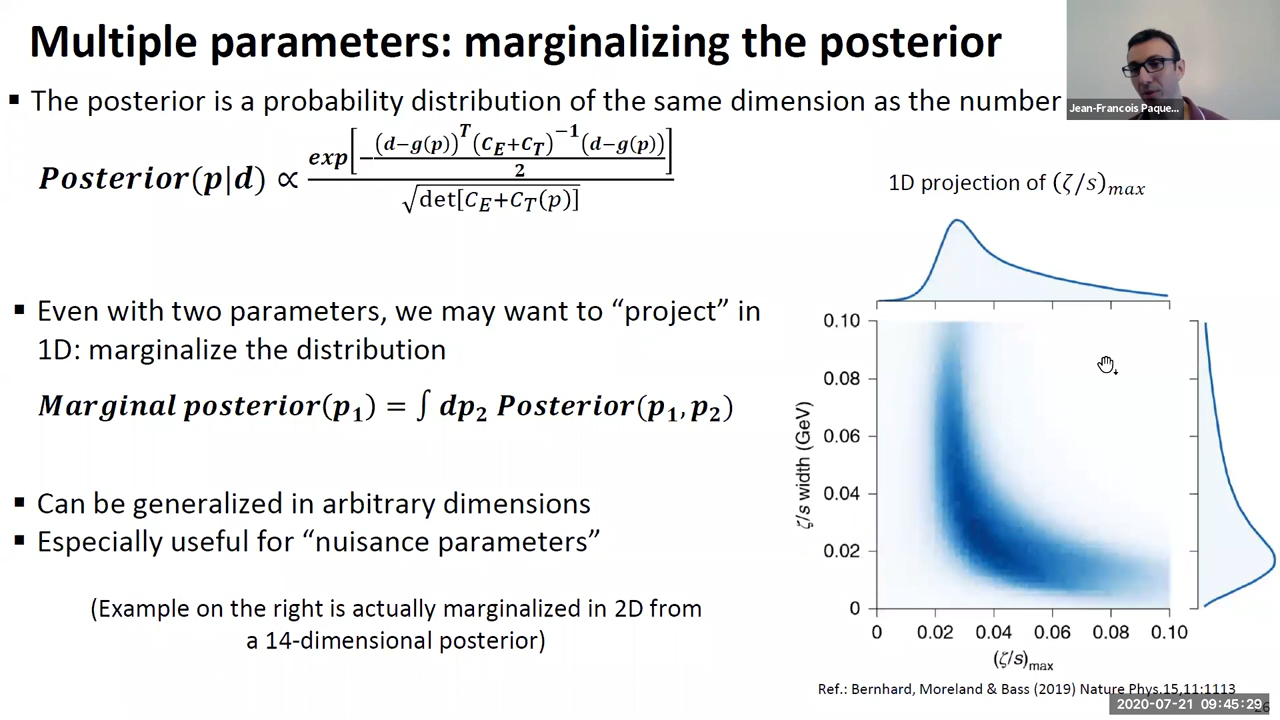 Multiple parameters: marginalizing the posterior
▪ The posterior is a probability distribution of the same dimension as the number
Jean-Francois Paque...
Posterior(p|d) ∝ exp[-(d-g(p))^T (C_E+C_T)^{-1} (d-g(p))/2] / √det[C_E+C_T(p)]
1D projection of (ζ/s)_max
▪ Even with two parameters, we may want to “project” in
1D: marginalize the distribution
Marginal posterior(p₁) = ∫ dp₂ Posterior(p₁, p₂)
▪ Can be generalized in arbitrary dimensions
▪ Especially useful for “nuisance parameters”
(Example on the right is actually marginalized in 2D from
a 14-dimensional posterior)
0.10
0.08
0.06
0.04
0.02
0
ζ/s width (GeV)
0 0.02 0.04 0.06 0.08 0.10
(ζ/s)_max
Ref.: Bernhard, Moreland & Bass (2019) Nature Phys.15,11:1113
2020-07-21 09:45:29
26